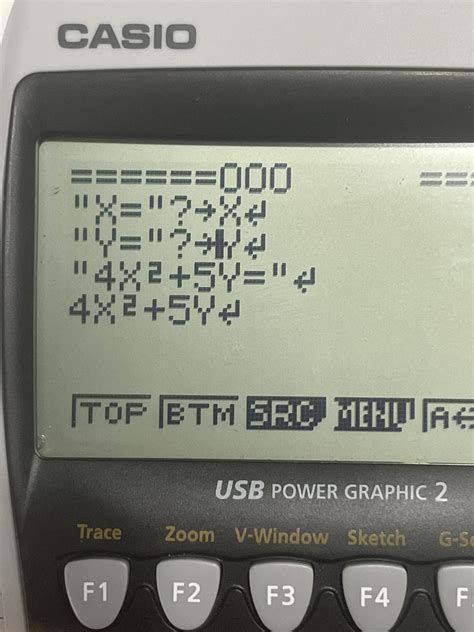 CASIO
======000 ==
"X="?→X↵
"Y="?→Y↵
"4X²+5Y="↵
4X²+5Y↵
TOP BTM SRC MENU A↔
USB POWER GRAPHIC 2
Trace Zoom V-Window Sketch G-S
F1 F2 F3 F4 F